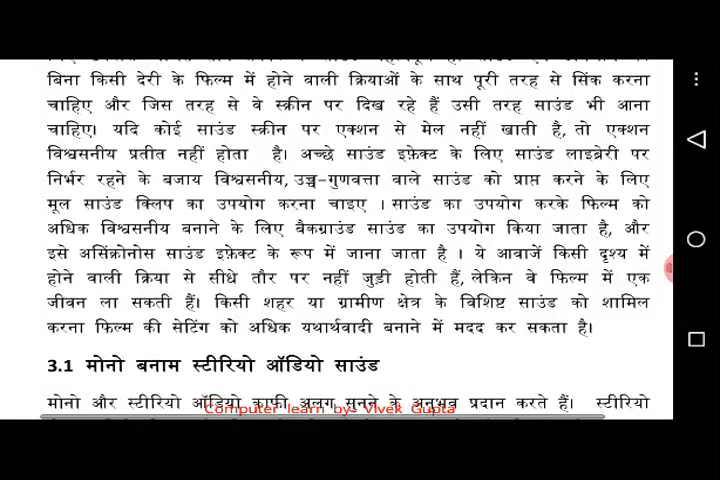 बिना किसी देरी के फिल्म में होने वाली क्रियाओं के साथ पूरी तरह से सिंक करना
चाहिए और जिस तरह से वे स्क्रीन पर दिख रहे हैं उसी तरह साउंड भी आना
चाहिए। यदि कोई साउंड स्क्रीन पर एक्शन से मेल नहीं खाती है, तो एक्शन
विश्वसनीय प्रतीत नहीं होता है। अच्छे साउंड इफ़ेक्ट के लिए साउंड लाइब्रेरी पर
निर्भर रहने के बजाय विश्वसनीय, उच्च-गुणवत्ता वाले साउंड को प्राप्त करने के लिए
मूल साउंड क्लिप का उपयोग करना चाइए । साउंड का उपयोग करके फिल्म को
अधिक विश्वसनीय बनाने के लिए बैकग्राउंड साउंड का उपयोग किया जाता है, और
इसे असिंक्रोनोस साउंड इफ़ेक्ट के रूप में जाना जाता है । ये आवाजें किसी दृश्य में
होने वाली क्रिया से सीधे तौर पर नहीं जुड़ी होती हैं, लेकिन वे फिल्म में एक
जीवन ला सकती हैं। किसी शहर या ग्रामीण क्षेत्र के विशिष्ट साउंड को शामिल
करना फिल्म की सेटिंग को अधिक यथार्थवादी बनाने में मदद कर सकता है।
3.1 मोनो बनाम स्टीरियो ऑडियो साउंड
मोनो और स्टीरियो ऑडियो काफी अलग सुनने के अनुभव प्रदान करते हैं। स्टीरियो
Computer learn by- Vivek Gupta